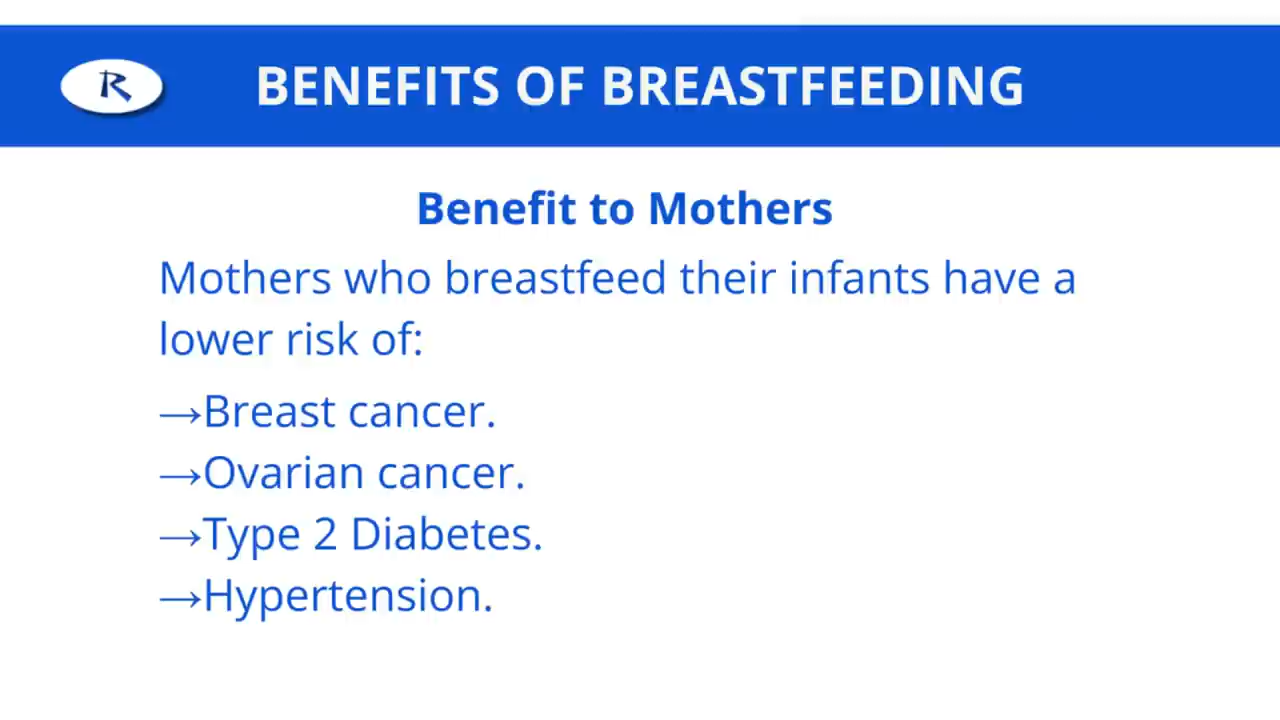 R
BENEFITS OF BREASTFEEDING
Benefit to Mothers
Mothers who breastfeed their infants have a
lower risk of:
→Breast cancer.
→Ovarian cancer.
→Type 2 Diabetes.
→Hypertension.